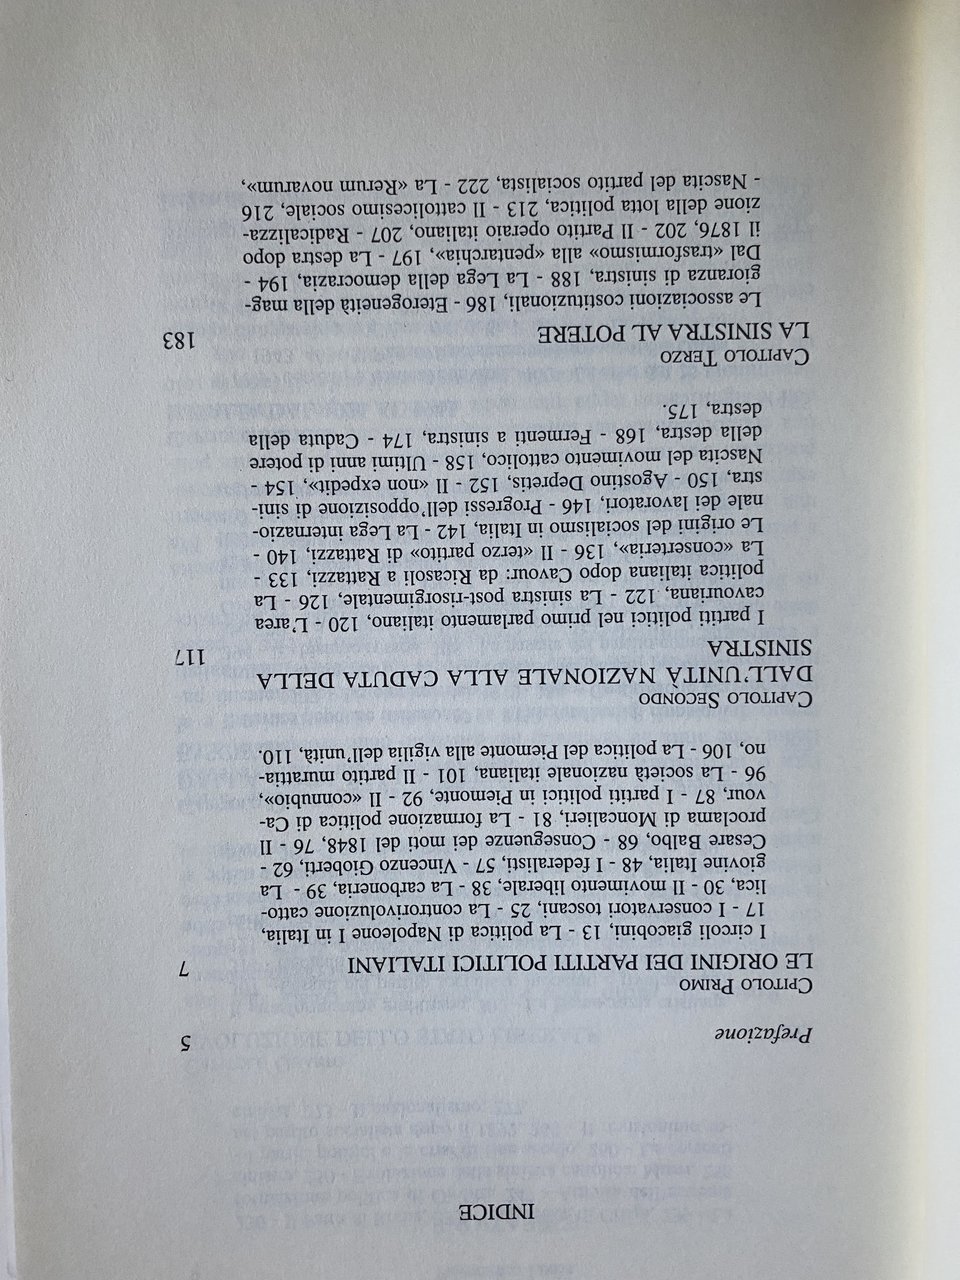 INDICE
Prefazione 5
CPITOLO PRIMO
LE ORIGINI DEI PARTITI POLITICI ITALIANI 7
I circoli giacobini, 13 - La politica di Napoleone I in Italia,
17 - I conservatori toscani, 25 - La controrivoluzione catto-
lica, 30 - Il movimento liberale, 38 - La carboneria, 39 - La
giovine Italia, 48 - I federalisti, 57 - Vincenzo Gioberti, 62 -
Cesare Balbo, 68 - Conseguenze dei moti del 1848, 76 - Il
proclama di Moncalieri, 81 - La formazione politica di Ca-
vour, 87 - I partiti politici in Piemonte, 92 - Il «connubio»,
96 - La società nazionale italiana, 101 - Il partito murattia-
no, 106 - La politica del Piemonte alla vigilia dell'unità, 110.
CAPITOLO SECONDO
DALL'UNITÀ NAZIONALE ALLA CADUTA DELLA
SINISTRA 117
I partiti politici nel primo parlamento italiano, 120 - L'area
cavouriana, 122 - La sinistra post-risorgimentale, 126 - La
politica italiana dopo Cavour: da Ricasoli a Rattazzi, 133 -
La «consorteria», 136 - Il «terzo partito» di Rattazzi, 140 -
Le origini del socialismo in Italia, 142 - La Lega internazio-
nale dei lavoratori, 146 - Progressi dell'opposizione di sini-
stra, 150 - Agostino Depretis, 152 - Il «non expedit», 154 -
Nascita del movimento cattolico, 158 - Ultimi anni di potere
della destra, 168 - Fermenti a sinistra, 174 - Caduta della
destra, 175.
CAPITOLO TERZO
LA SINISTRA AL POTERE 183
Le associazioni costituzionali, 186 - Eterogeneità della mag-
gioranza di sinistra, 188 - La Lega della democrazia, 194 -
Dal «trasformismo» alla «pentarchia», 197 - La destra dopo
il 1876, 202 - Il Partito operaio italiano, 207 - Radicalizza-
zione della lotta politica, 213 - Il cattolicesimo sociale, 216
- Nascita del partito socialista, 222 - La «Rerum novarum»,